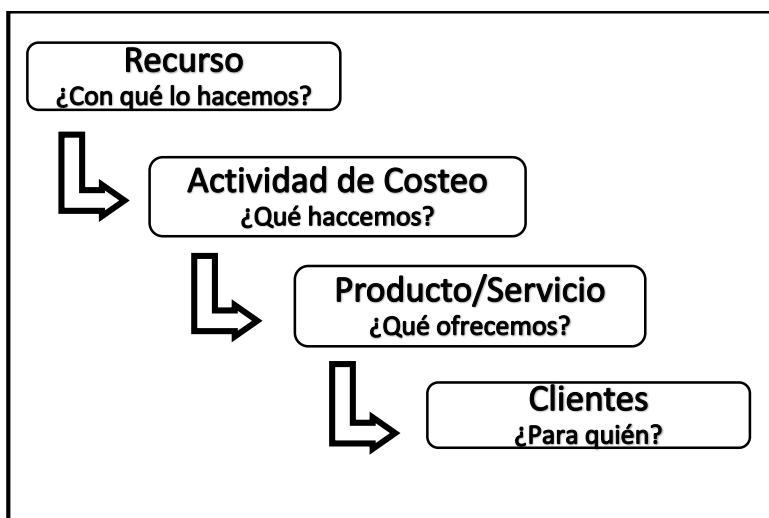 Recurso
¿Con qué lo hacemos?
Actividad de Costeo
¿Qué haccemos?
Producto/Servicio
¿Qué ofrecemos?
Clientes
¿Para quién?